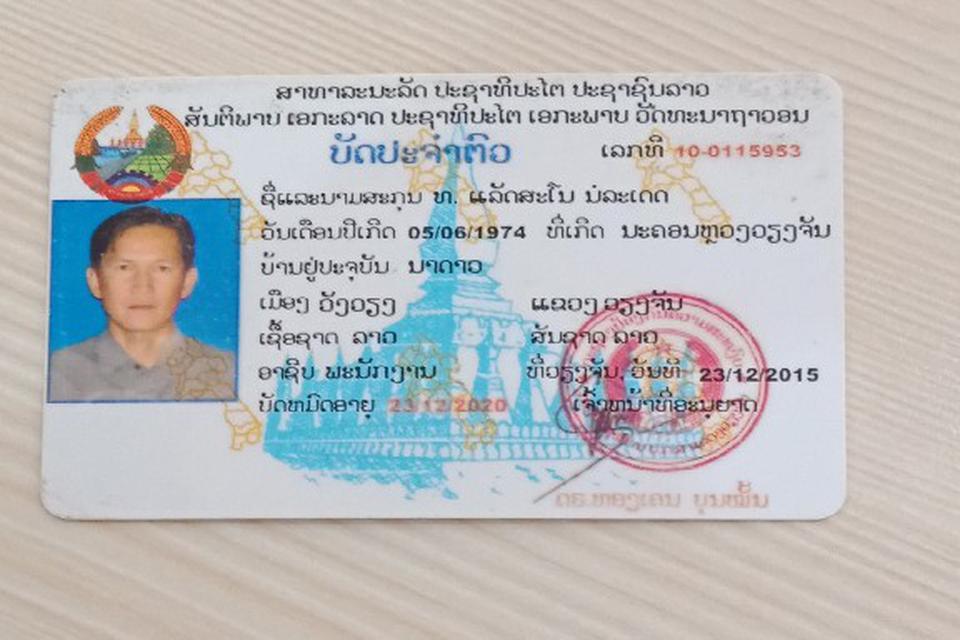 ສາທາລະນະລັດ ປະຊາທິປະໄຕ ປະຊາຊົນລາວ
ສັນຕິພາບ ເອກະລາດ ປະຊາທິປະໄຕ ເອກະພາບ ວັດທະນາຖາວອນ
ບັດປະຈຳຕົວ ເລກທີ 10-0115953
ຊື່ແລະນາມສະກຸນ ທ. ແລັດສະໂນ ນໍລະເດດ
ວັນເດືອນປີເກີດ 05/06/1974 ທີ່ເກີດ ນະຄອນຫຼວງວຽງຈັນ
ບ້ານຢູ່ປະຈຸບັນ ນາດາວ
ເມືອງ ວັງວຽງ ແຂວງ ວຽງຈັນ
ເຊື້ອຊາດ ລາວ ສັນຊາດ ລາວ
ອາຊີບ ພະນັກງານ ທີ່ວຽງຈັນ, ວັນທີ 23/12/2015
ບັດຫມົດອາຍຸ 23/12/2020 ເຈົ້າຫນ້າທີ່ອະນຸຍາດ
ດຣ.ທອງເຄນ ບຸນໝັ້ນ